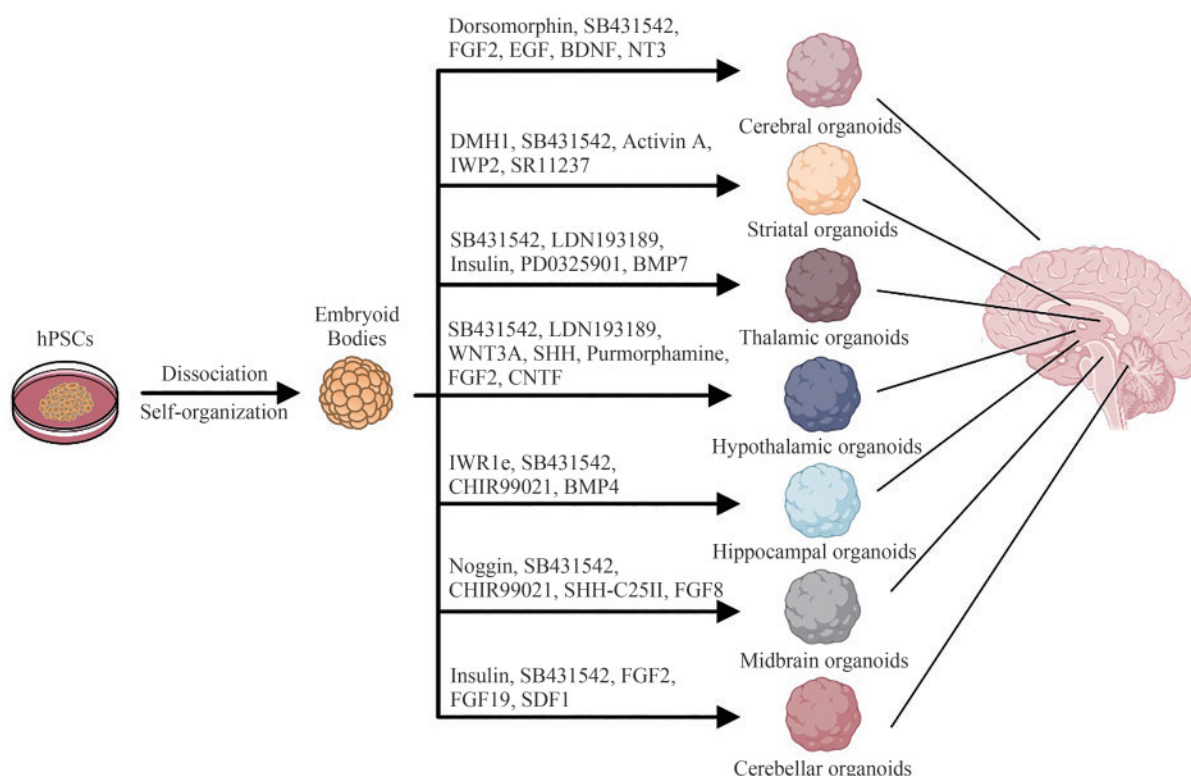 hPSCs
Dissociation
Self-organization
Embryoid
Bodies
Dorsomorphin, SB431542,
FGF2, EGF, BDNF, NT3
Cerebral organoids
DMH1, SB431542, Activin A,
IWP2, SR11237
Striatal organoids
SB431542, LDN193189,
Insulin, PD0325901, BMP7
Thalamic organoids
SB431542, LDN193189,
WNT3A, SHH, Purmorphamine,
FGF2, CNTF
Hypothalamic organoids
IWR1e, SB431542,
CHIR99021, BMP4
Hippocampal organoids
Noggin, SB431542,
CHIR99021, SHH-C25II, FGF8
Midbrain organoids
Insulin, SB431542, FGF2,
FGF19, SDF1
Cerebellar organoids